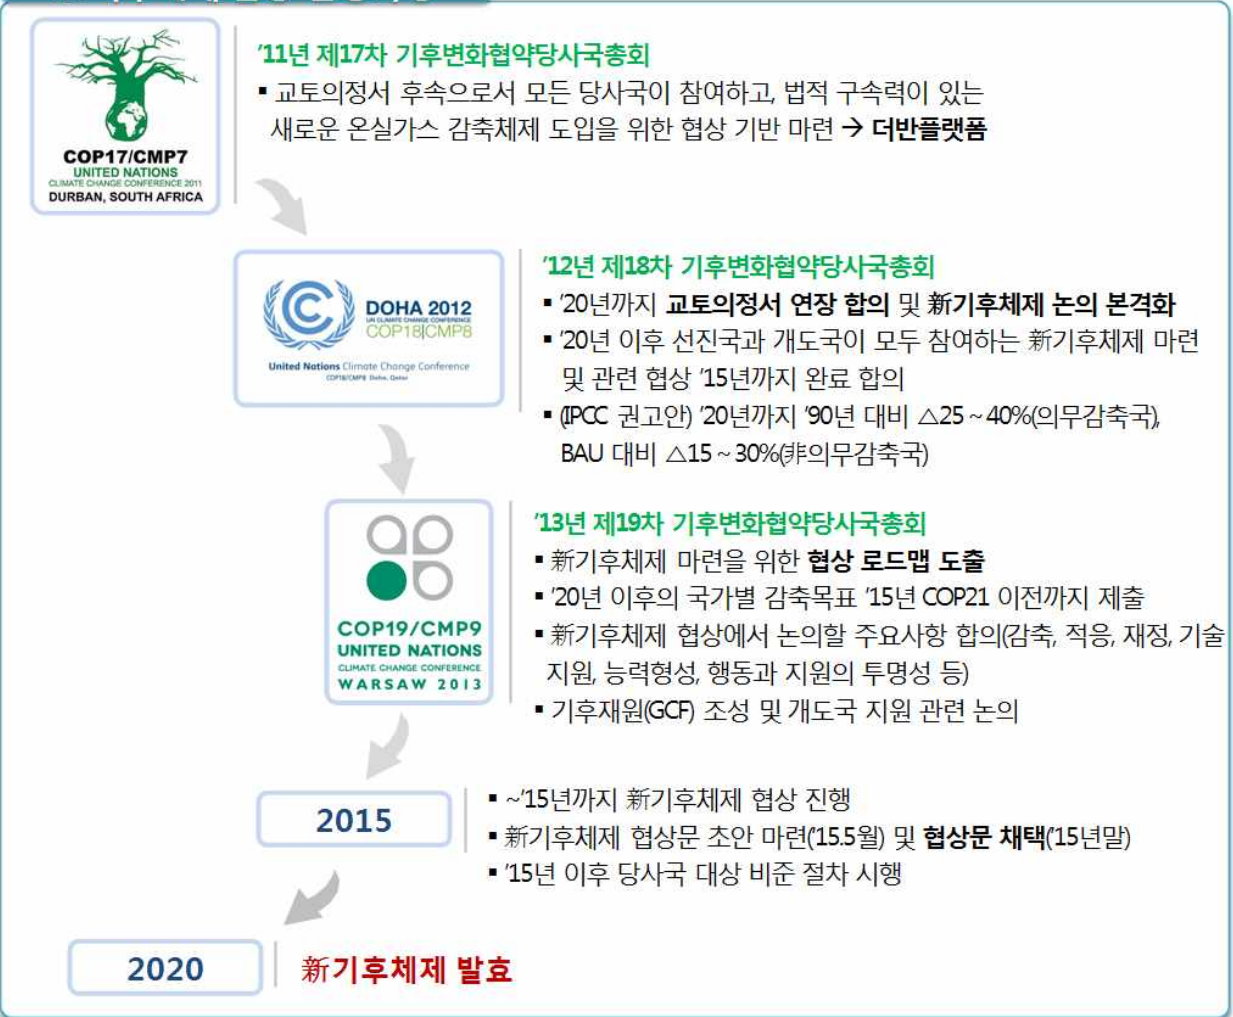 COP17/CMP7
UNITED NATIONS
CLIMATE CHANGE CONFERENCE 2011
DURBAN, SOUTH AFRICA
'11년 제17차 기후변화협약당사국총회
▪ 교토의정서 후속으로서 모든 당사국이 참여하고, 법적 구속력이 있는
새로운 온실가스 감축체제 도입을 위한 협상 기반 마련 → 더반플랫폼
DOHA 2012
UN CLIMATE CHANGE CONFERENCE
COP18|CMP8
United Nations Climate Change Conference
COP18/CMP8 Doha, Qatar
'12년 제18차 기후변화협약당사국총회
▪ '20년까지 교토의정서 연장 합의 및 新기후체제 논의 본격화
▪ '20년 이후 선진국과 개도국이 모두 참여하는 新기후체제 마련
및 관련 협상 '15년까지 완료 합의
▪ (IPCC 권고안) '20년까지 '90년 대비 △25~40%(의무감축국),
BAU 대비 △15~30%(非의무감축국)
COP19/CMP9
UNITED NATIONS
CLIMATE CHANGE CONFERENCE
WARSAW 2013
'13년 제19차 기후변화협약당사국총회
▪ 新기후체제 마련을 위한 협상 로드맵 도출
▪ '20년 이후의 국가별 감축목표 '15년 COP21 이전까지 제출
▪ 新기후체제 협상에서 논의할 주요사항 합의(감축, 적응, 재정, 기술
지원, 능력형성, 행동과 지원의 투명성 등)
▪ 기후재원(GCF) 조성 및 개도국 지원 관련 논의
2015
▪ ~'15년까지 新기후체제 협상 진행
▪ 新기후체제 협상문 초안 마련('15.5월) 및 협상문 채택('15년말)
▪ '15년 이후 당사국 대상 비준 절차 시행
2020
新기후체제 발효